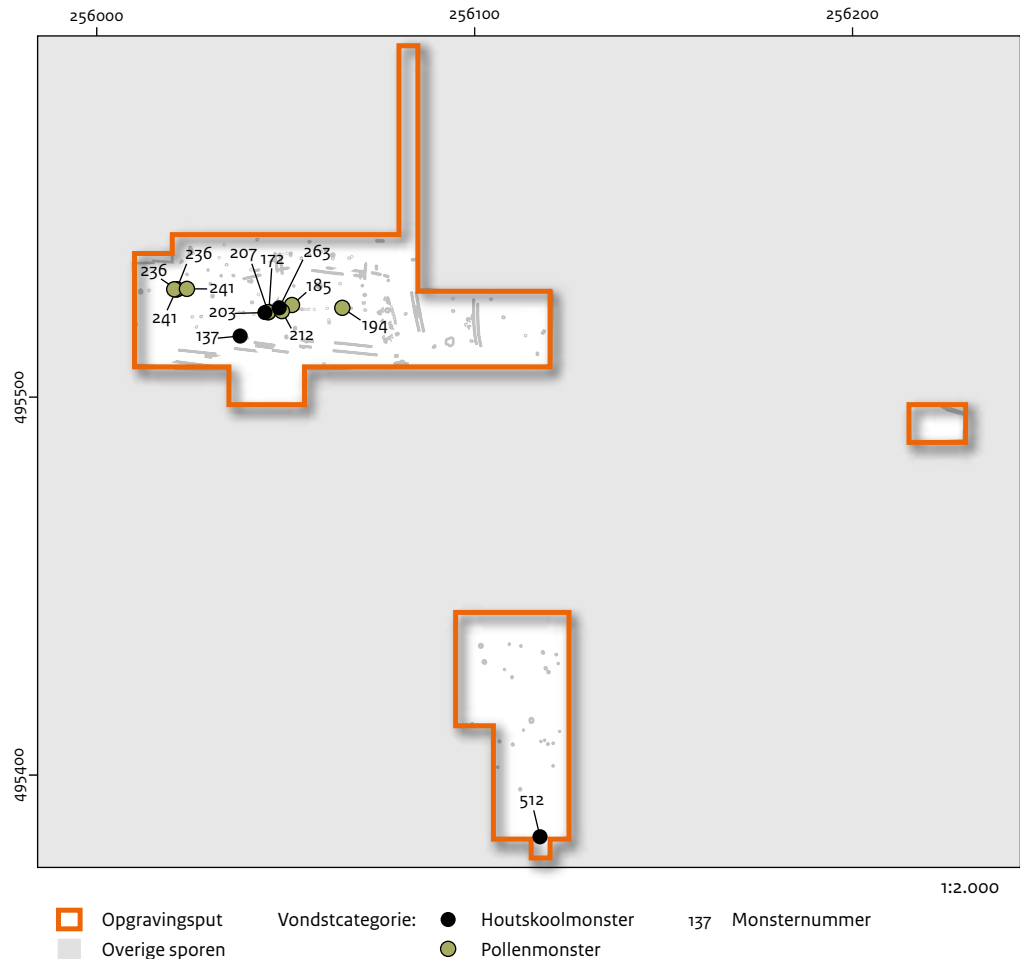 256000 256100 256200
495500
495400
236 236 207 172 263
241 185
241 203 212 194
137
512
1:2.000
Opgravingsput Vondstcategorie: Houtskoolmonster 137 Monsternummer
Overige sporen Pollenmonster